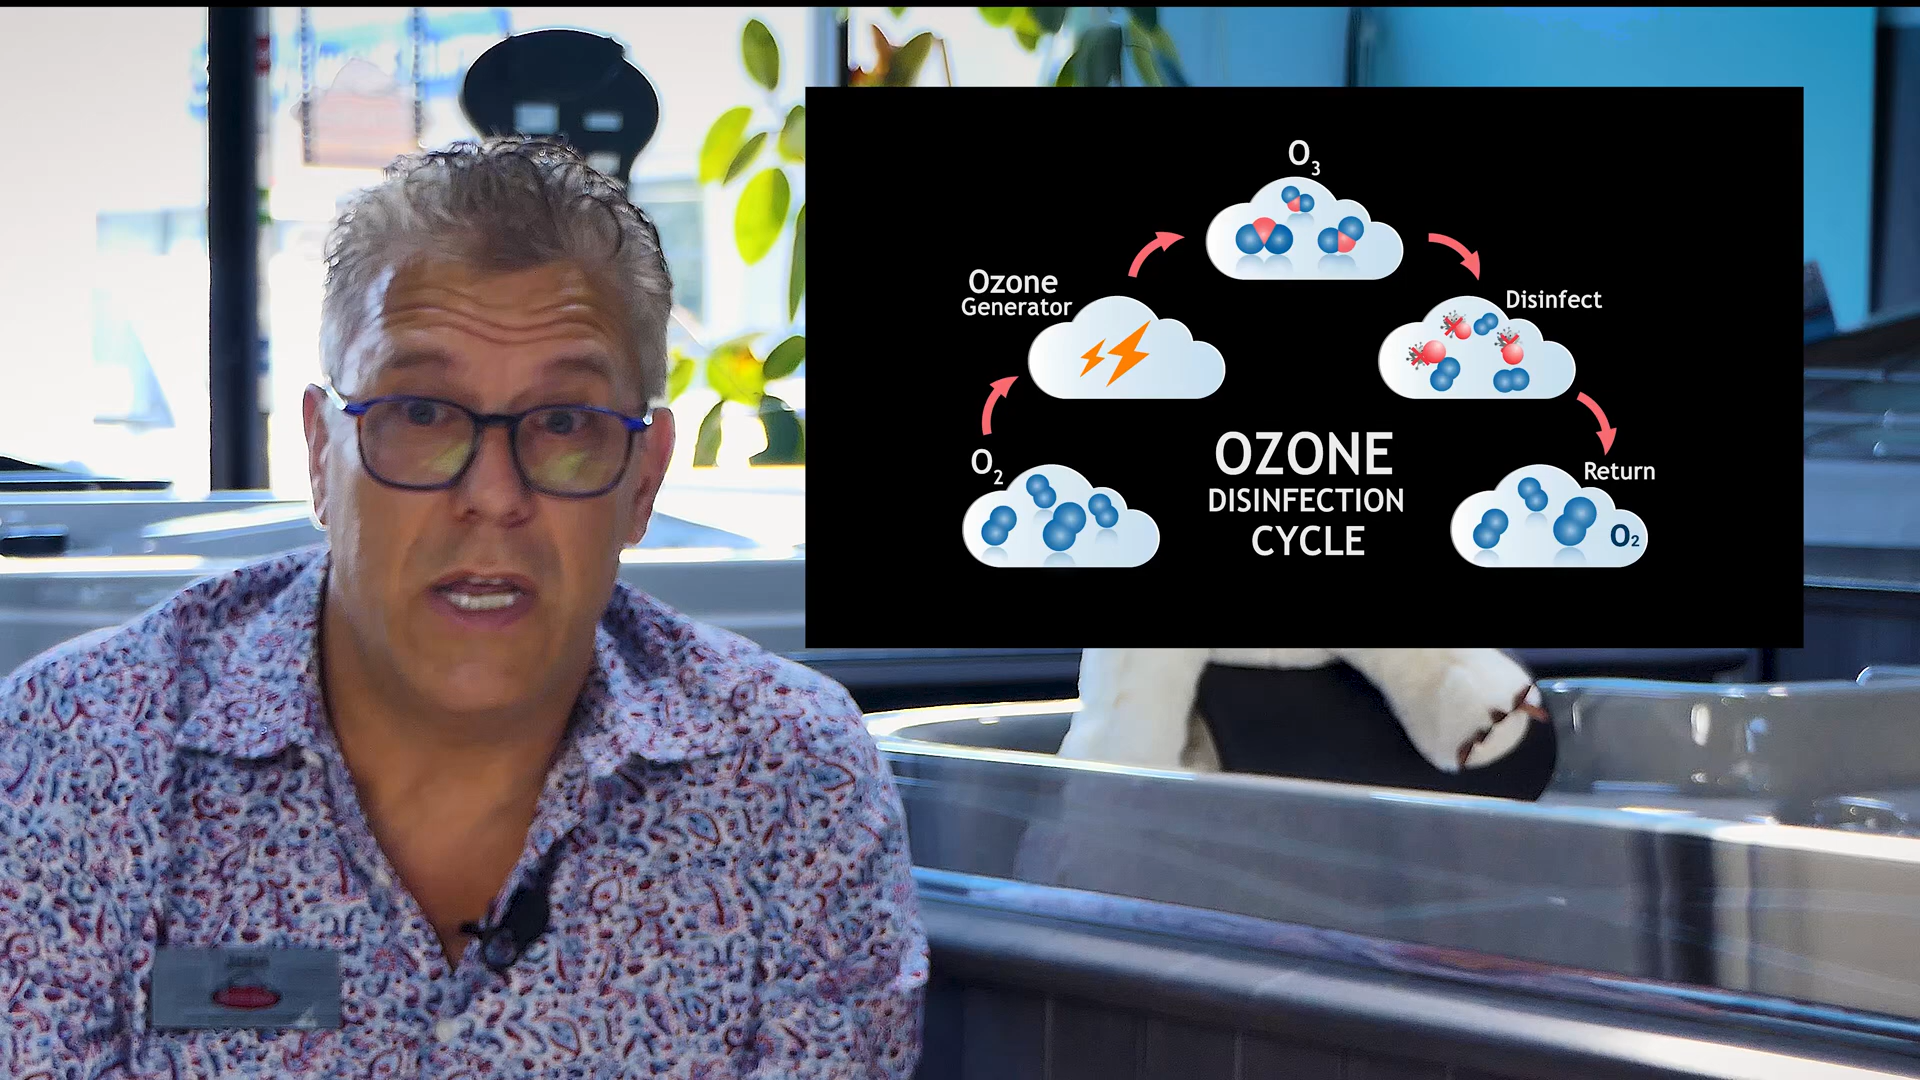 O3
Ozone
Generator
Disinfect
O2
OZONE
DISINFECTION
CYCLE
Return
O2